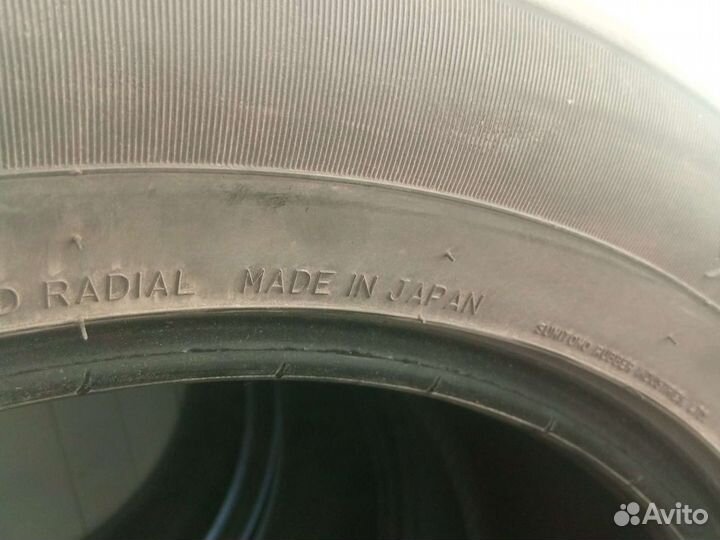 D RADIAL MADE IN JAPAN
SUMITOMO RUBBER INDUSTRIES, LTD
Avito